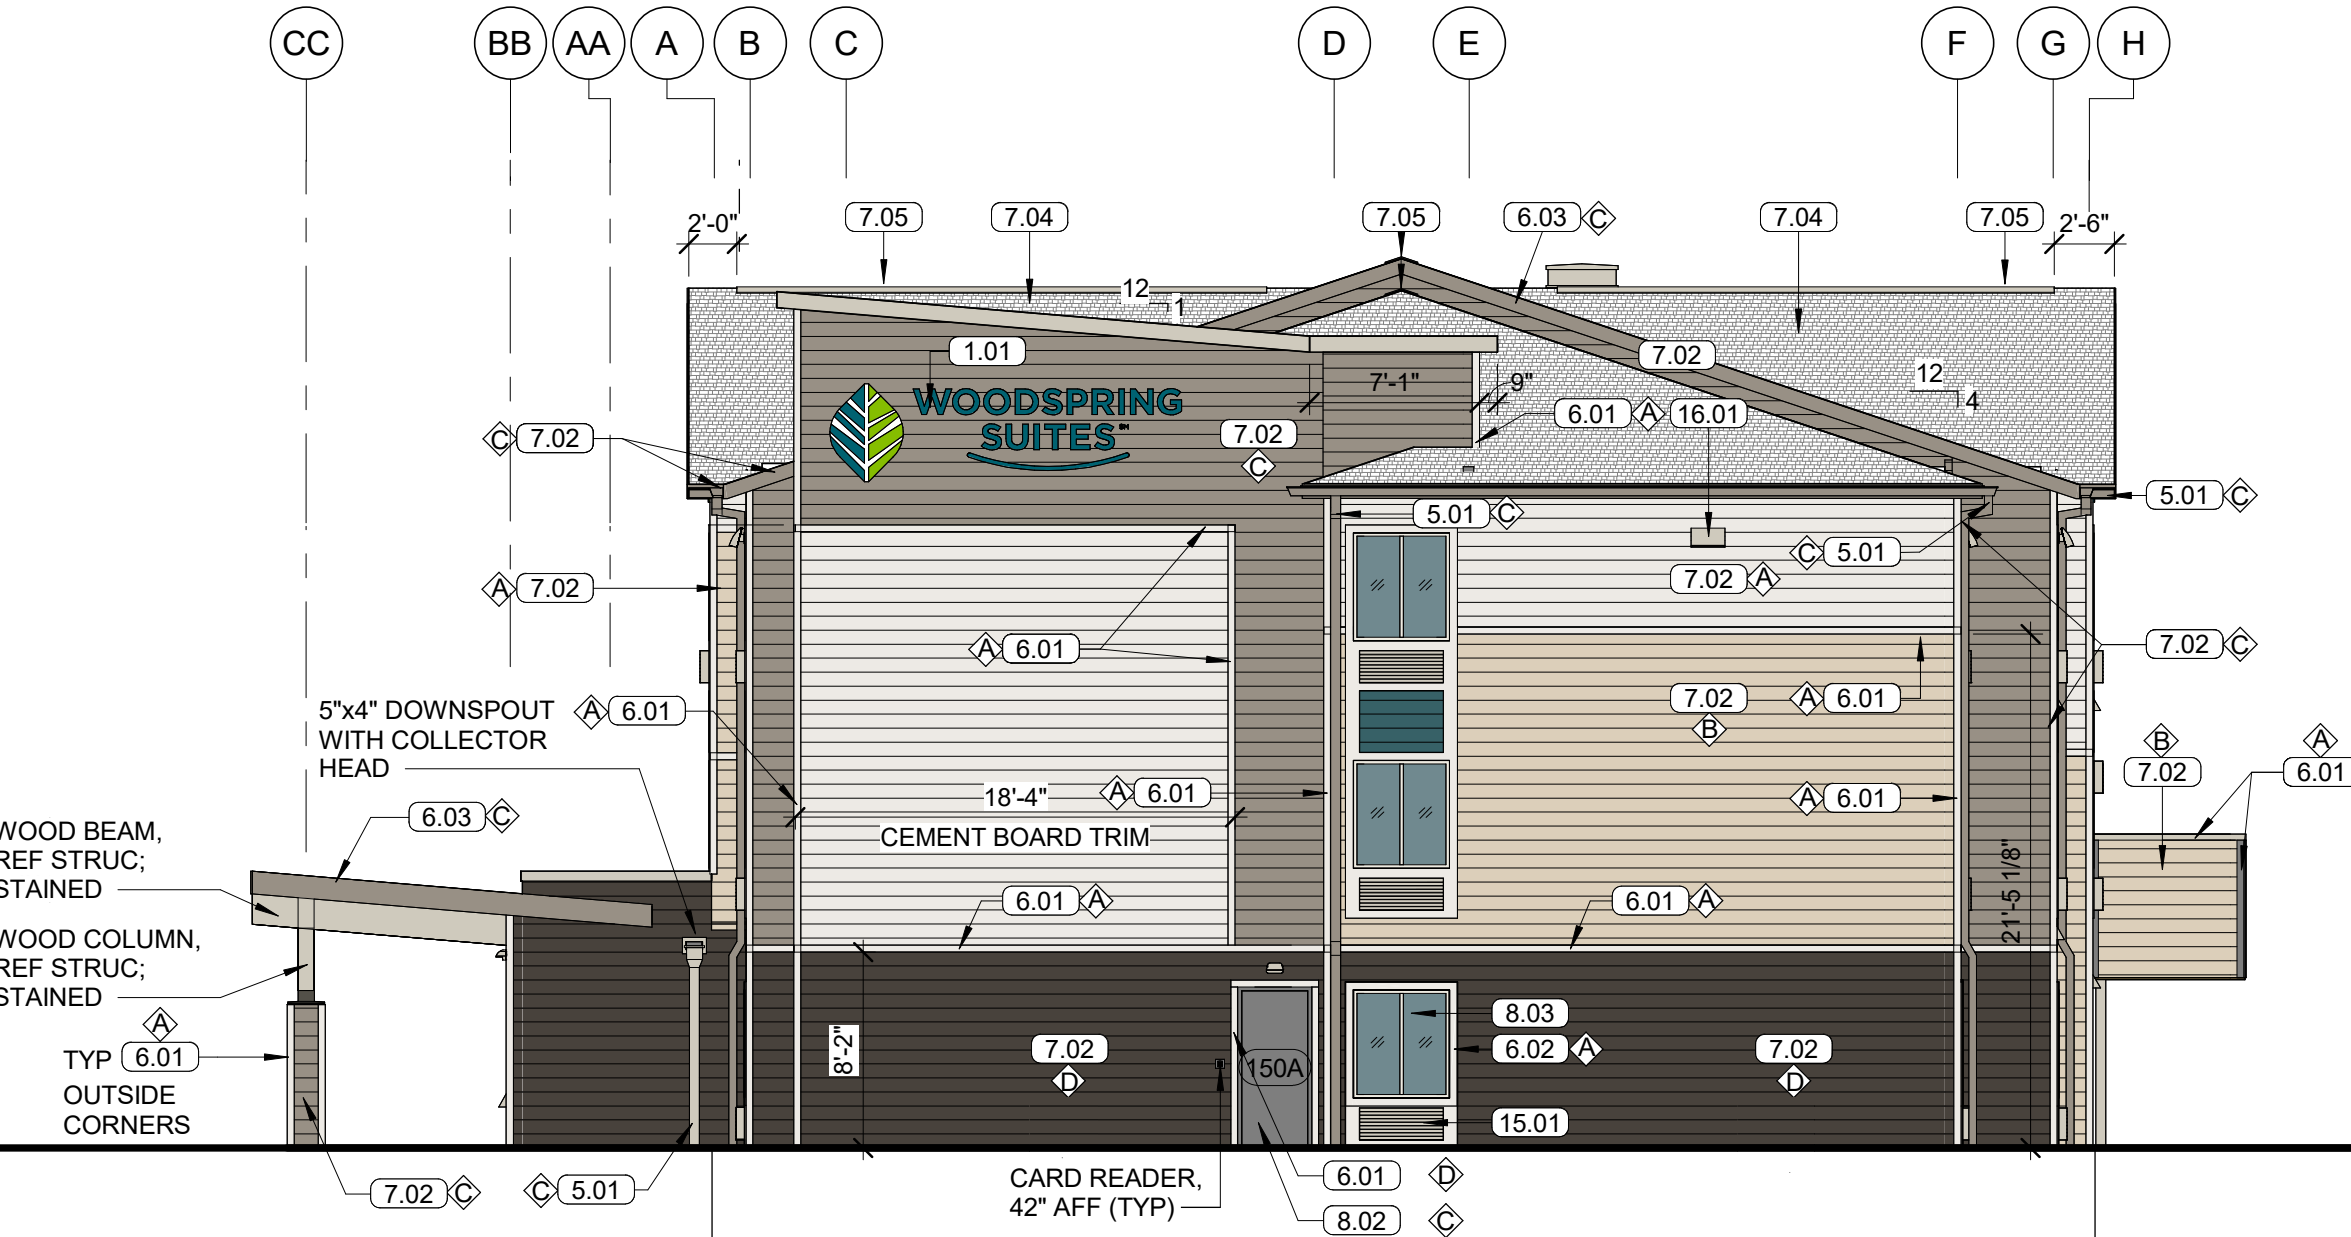 CC BB AA A B C D E F G H
2'-0" 7.05 7.04 7.05 6.03 C 7.04 7.05 2'-6"
12
1
1.01
7.02
12
4
7'-1" 9"
WOODSPRING
SUITES SM
6.01 A 16.01
C 7.02
7.02
C
5.01 C
5.01 C
C 5.01
A 7.02
7.02 A
A 6.01
7.02 C
5"x4" DOWNSPOUT
WITH COLLECTOR
HEAD
A 6.01
7.02
B
A 6.01
B
7.02
A
6.01
18'-4"
A 6.01
A 6.01
CEMENT BOARD TRIM
6.03 C
WOOD BEAM,
REF STRUC;
STAINED
21'-5 1/8"
6.01 A
6.01 A
WOOD COLUMN,
REF STRUC;
STAINED
A
TYP 6.01
OUTSIDE
CORNERS
8'-2"
7.02
D
150A
8.03
6.02 A
15.01
7.02
D
7.02 C
C 5.01
CARD READER,
42" AFF (TYP)
6.01 D
8.02 C